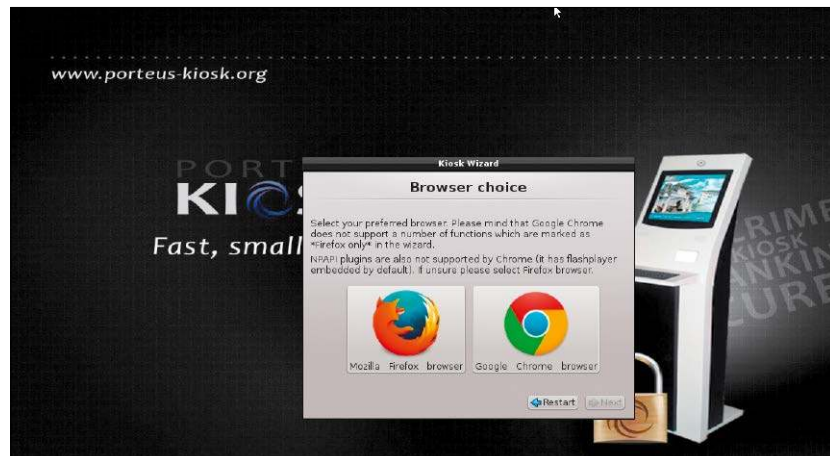 www.porteus-kiosk.org
PORT
KI
Fast, small
Kiosk Wizard
Browser choice
Select your preferred browser. Please mind that Google Chrome
does not support a number of functions which are marked as
*Firefox only* in the wizard.
NPAPI plugins are also not supported by Chrome (it has flashplayer
embedded by default). If unsure please select Firefox browser.
Mozilla Firefox browser
Google Chrome browser
Restart
Next
KIOSK